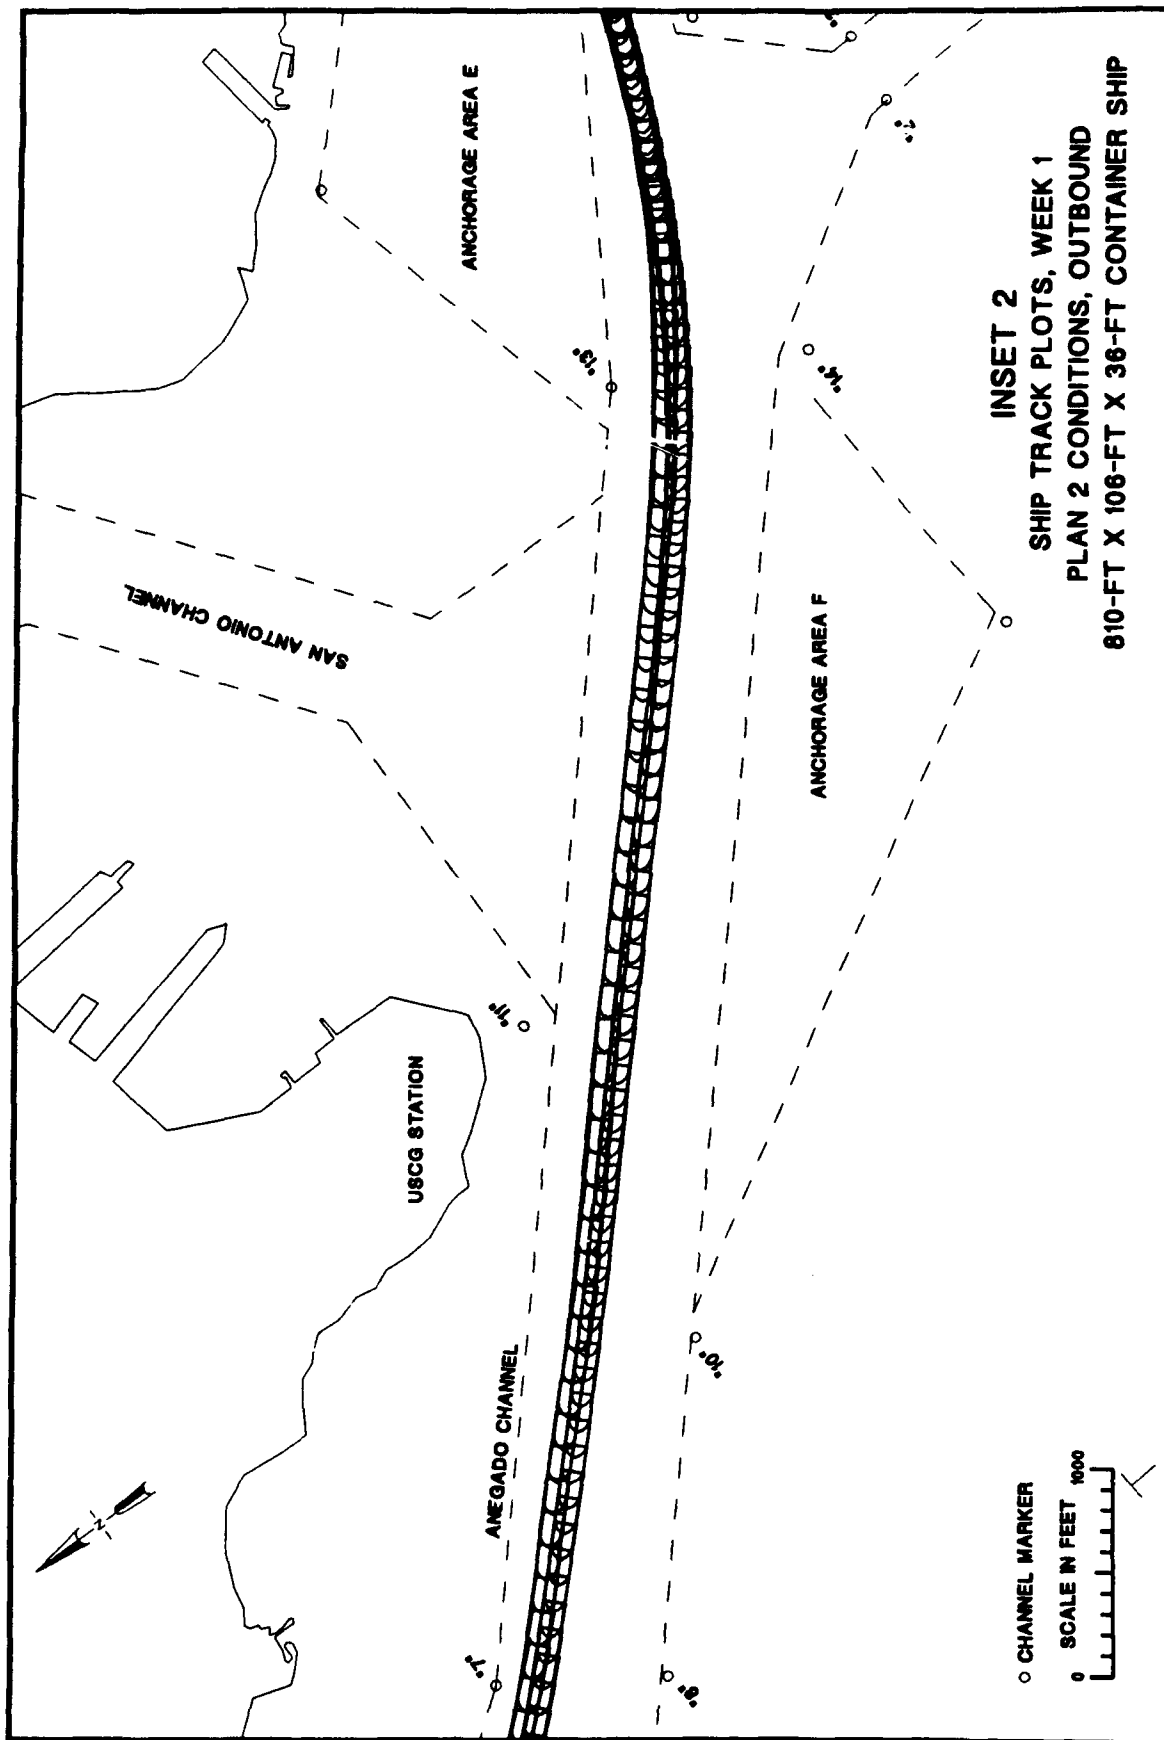 ANCHORAGE AREA E
"13"
SAN ANTONIO CHANNEL
"14"
ANCHORAGE AREA F
"11"
USCG STATION
ANEGADO CHANNEL
"10"
"7"
"8"
N
INSET 2
SHIP TRACK PLOTS, WEEK 1
PLAN 2 CONDITIONS, OUTBOUND
810-FT X 106-FT X 36-FT CONTAINER SHIP
CHANNEL MARKER
SCALE IN FEET
0 1000